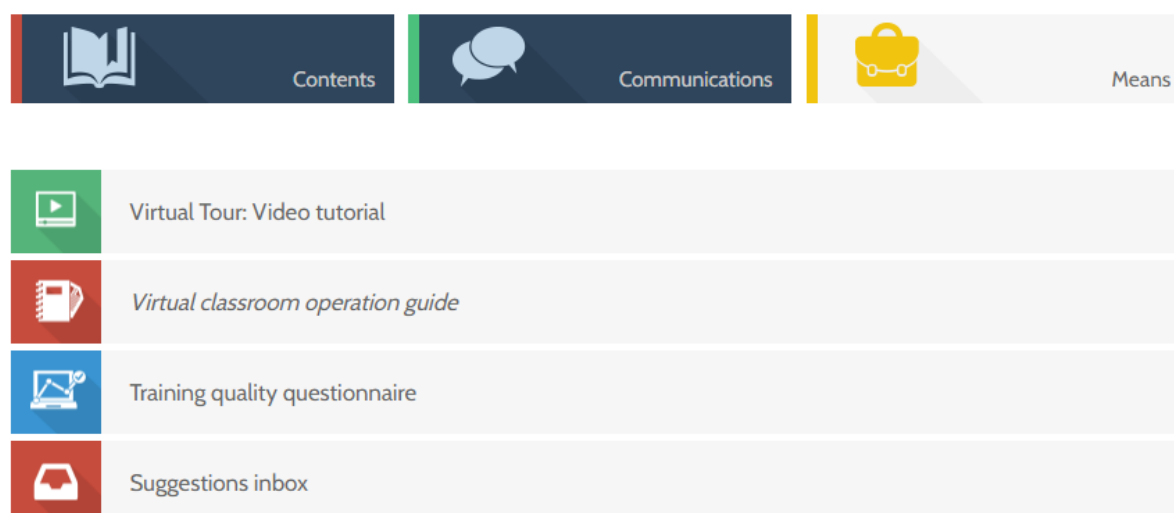 Contents
Communications
Means
Virtual Tour: Video tutorial
Virtual classroom operation guide
Training quality questionnaire
Suggestions inbox